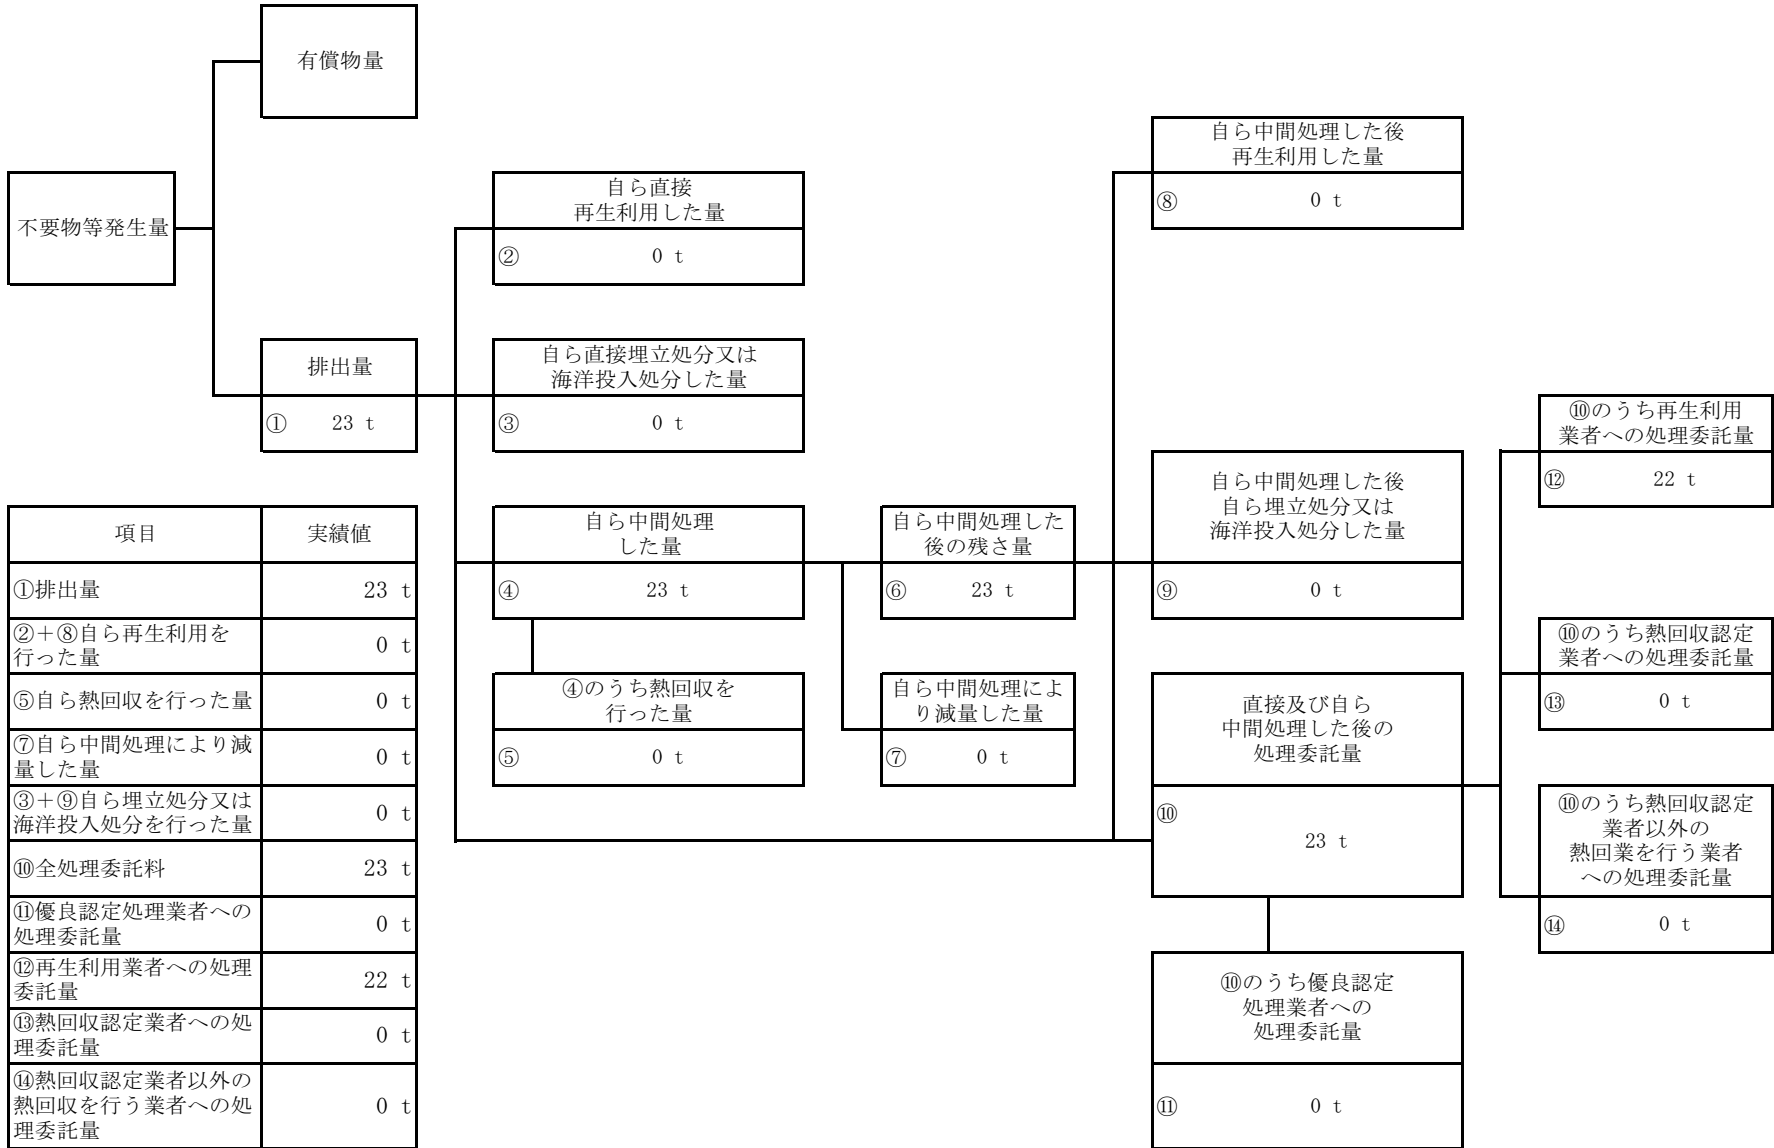 有償物量
不要物等発生量
排出量
① 23 t
自ら直接
再生利用した量
② 0 t
自ら直接埋立処分又は
海洋投入処分した量
③ 0 t
自ら中間処理
した量
④ 23 t
④のうち熱回収を
行った量
⑤ 0 t
自ら中間処理した
後の残さ量
⑥ 23 t
自ら中間処理によ
り減量した量
⑦ 0 t
自ら中間処理した後
再生利用した量
⑧ 0 t
自ら中間処理した後
自ら埋立処分又は
海洋投入処分した量
⑨ 0 t
直接及び自ら
中間処理した後の
処理委託量
⑩
23 t
⑩のうち優良認定
処理業者への
処理委託量
⑪ 0 t
⑩のうち再生利用
業者への処理委託量
⑫ 22 t
⑩のうち熱回収認定
業者への処理委託量
⑬ 0 t
⑩のうち熱回収認定
業者以外の
熱回業を行う業者
への処理委託量
⑭ 0 t
項目 実績値
①排出量 23 t
②+⑧自ら再生利用を
行った量 0 t
⑤自ら熱回収を行った量 0 t
⑦自ら中間処理により減
量した量 0 t
③+⑨自ら埋立処分又は
海洋投入処分を行った量 0 t
⑩全処理委託料 23 t
⑪優良認定処理業者への
処理委託量 0 t
⑫再生利用業者への処理
委託量 22 t
⑬熱回収認定業者への処
理委託量 0 t
⑭熱回収認定業者以外の
熱回収を行う業者への処
理委託量 0 t